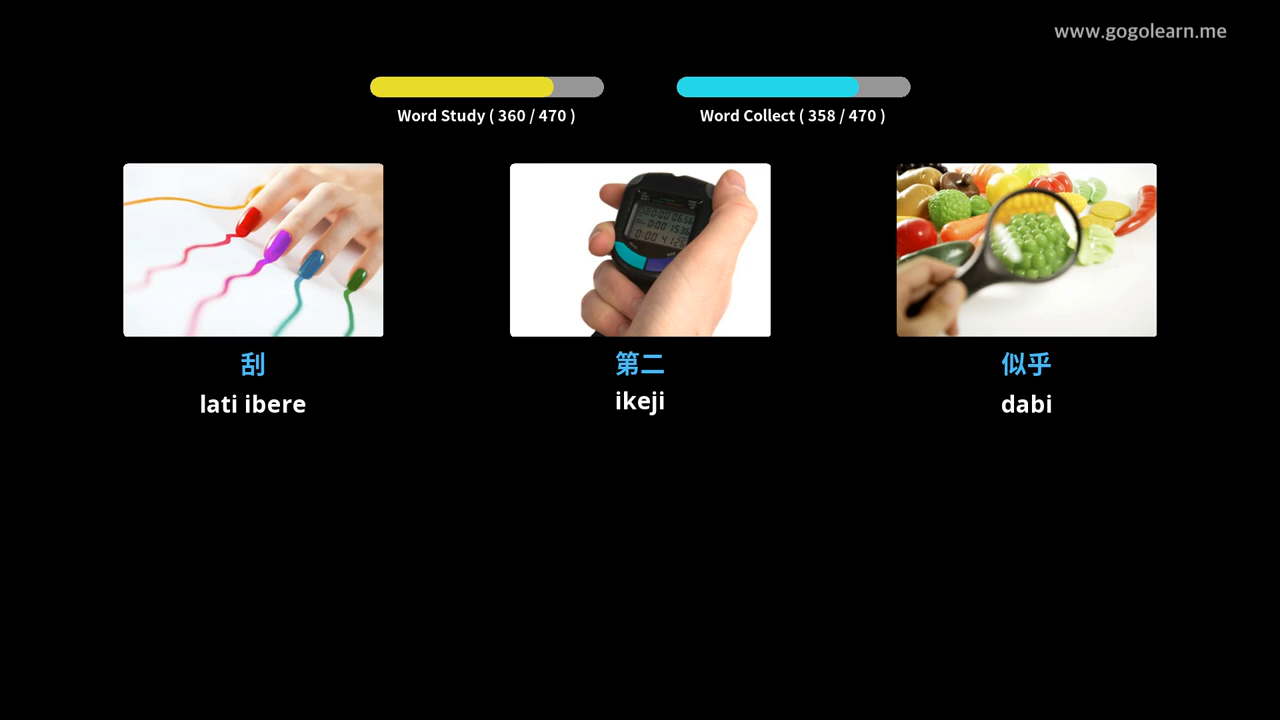 www.gogolearn.me
Word Study ( 360 / 470 )
Word Collect ( 358 / 470 )
刮
第二
似乎
lati ibere
ikeji
dabi